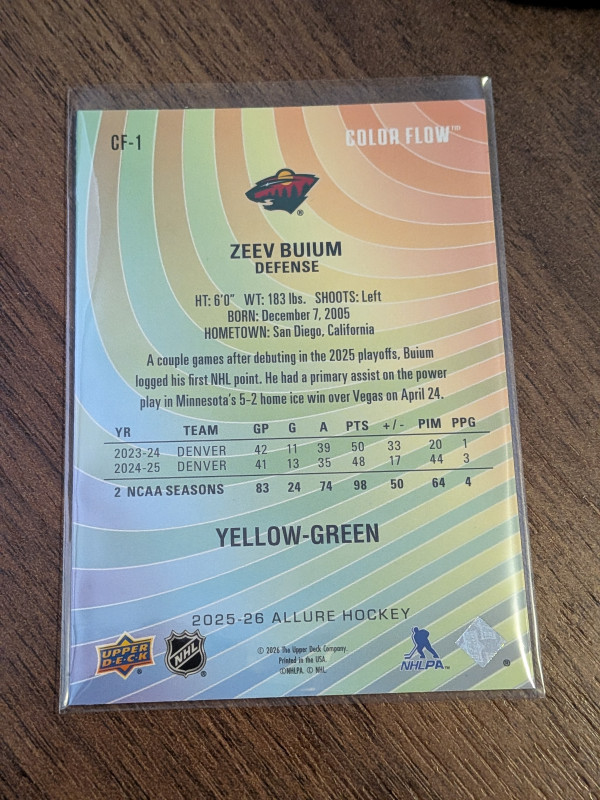 CF-1
COLOR FLOW™
®
ZEEV BUIUM
DEFENSE
HT: 6'0" WT: 183 lbs. SHOOTS: Left
BORN: December 7, 2005
HOMETOWN: San Diego, California
A couple games after debuting in the 2025 playoffs, Buium
logged his first NHL point. He had a primary assist on the power
play in Minnesota's 5-2 home ice win over Vegas on April 24.
YR TEAM GP G A PTS +/- PIM PPG
2023-24 DENVER 42 11 39 50 33 20 1
2024-25 DENVER 41 13 35 48 17 44 3
2 NCAA SEASONS 83 24 74 98 50 64 4
YELLOW-GREEN
2025-26 ALLURE HOCKEY
UPPER DECK ®
NHL ®
© 2026 The Upper Deck Company.
Printed in the USA.
©NHLPA. © NHL.
NHLPA™
®